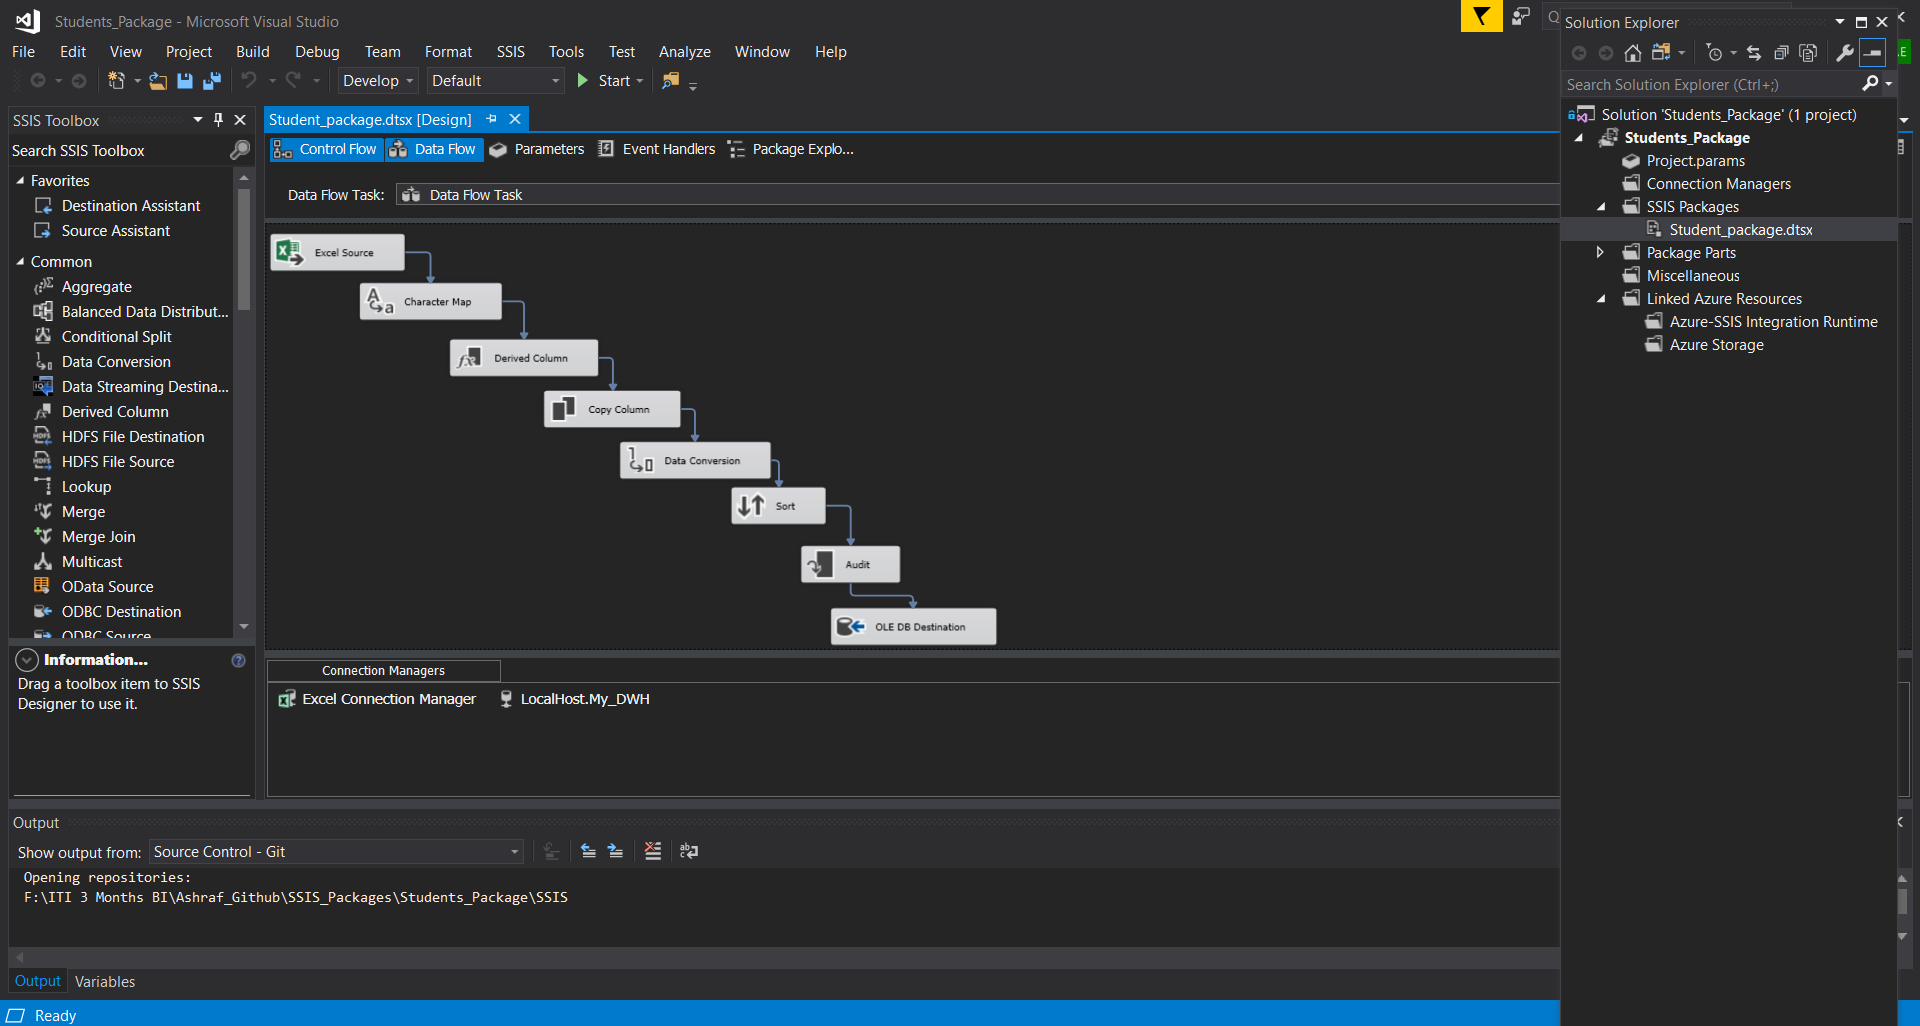 Students_Package - Microsoft Visual Studio
File Edit View Project Build Debug Team Format SSIS Tools Test Analyze Window Help
Develop Default Start
SSIS Toolbox
Search SSIS Toolbox
Favorites
Destination Assistant
Source Assistant
Common
Aggregate
Balanced Data Distribut...
Conditional Split
Data Conversion
Data Streaming Destina...
Derived Column
HDFS File Destination
HDFS File Source
Lookup
Merge
Merge Join
Multicast
OData Source
ODBC Destination
ODBC Source
Information...
Drag a toolbox item to SSIS
Designer to use it.
Student_package.dtsx [Design]
Control Flow Data Flow Parameters Event Handlers Package Explo...
Data Flow Task: Data Flow Task
Excel Source
Character Map
Derived Column
Copy Column
Data Conversion
Sort
Audit
OLE DB Destination
Connection Managers
Excel Connection Manager LocalHost.My_DWH
Output
Show output from: Source Control - Git
Opening repositories:
F:\ITI 3 Months BI\Ashraf_Github\SSIS_Packages\Students_Package\SSIS
Output Variables
Ready
Solution Explorer
Search Solution Explorer (Ctrl+;)
Solution 'Students_Package' (1 project)
Students_Package
Project.params
Connection Managers
SSIS Packages
Student_package.dtsx
Package Parts
Miscellaneous
Linked Azure Resources
Azure-SSIS Integration Runtime
Azure Storage